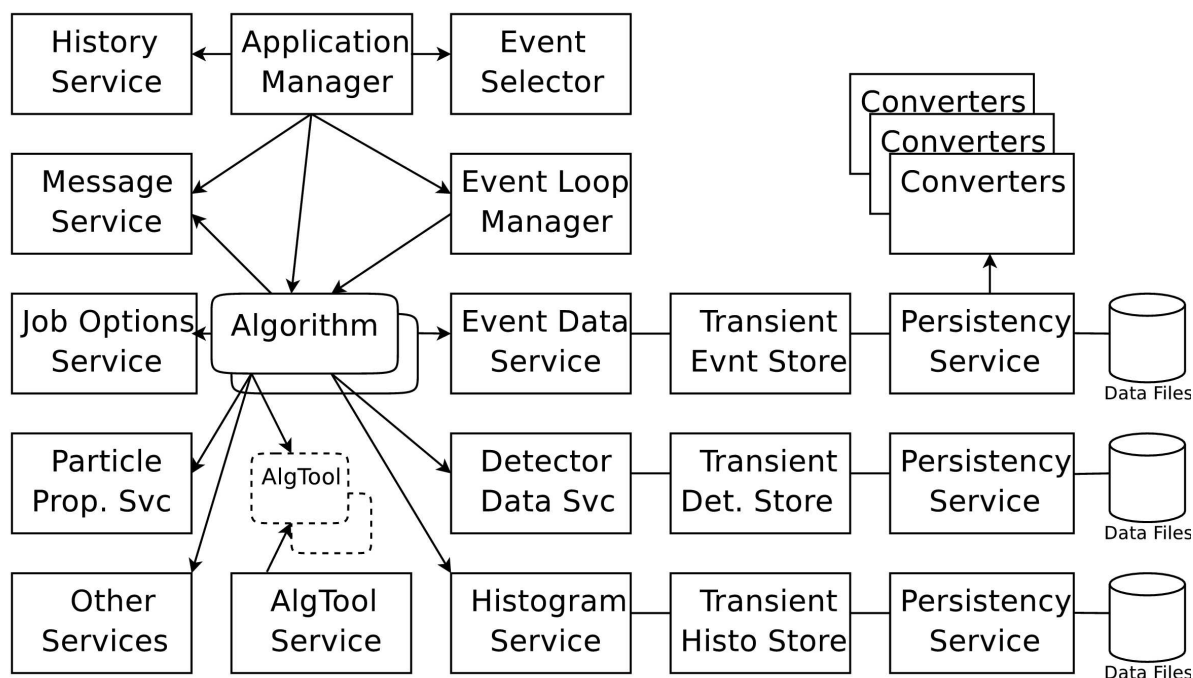 History
Service
Application
Manager
Event
Selector
Converters
Converters
Converters
Message
Service
Event Loop
Manager
Job Options
Service
Algorithm
Event Data
Service
Transient
Evnt Store
Persistency
Service
Data Files
Particle
Prop. Svc
AlgTool
Detector
Data Svc
Transient
Det. Store
Persistency
Service
Data Files
Other
Services
AlgTool
Service
Histogram
Service
Transient
Histo Store
Persistency
Service
Data Files